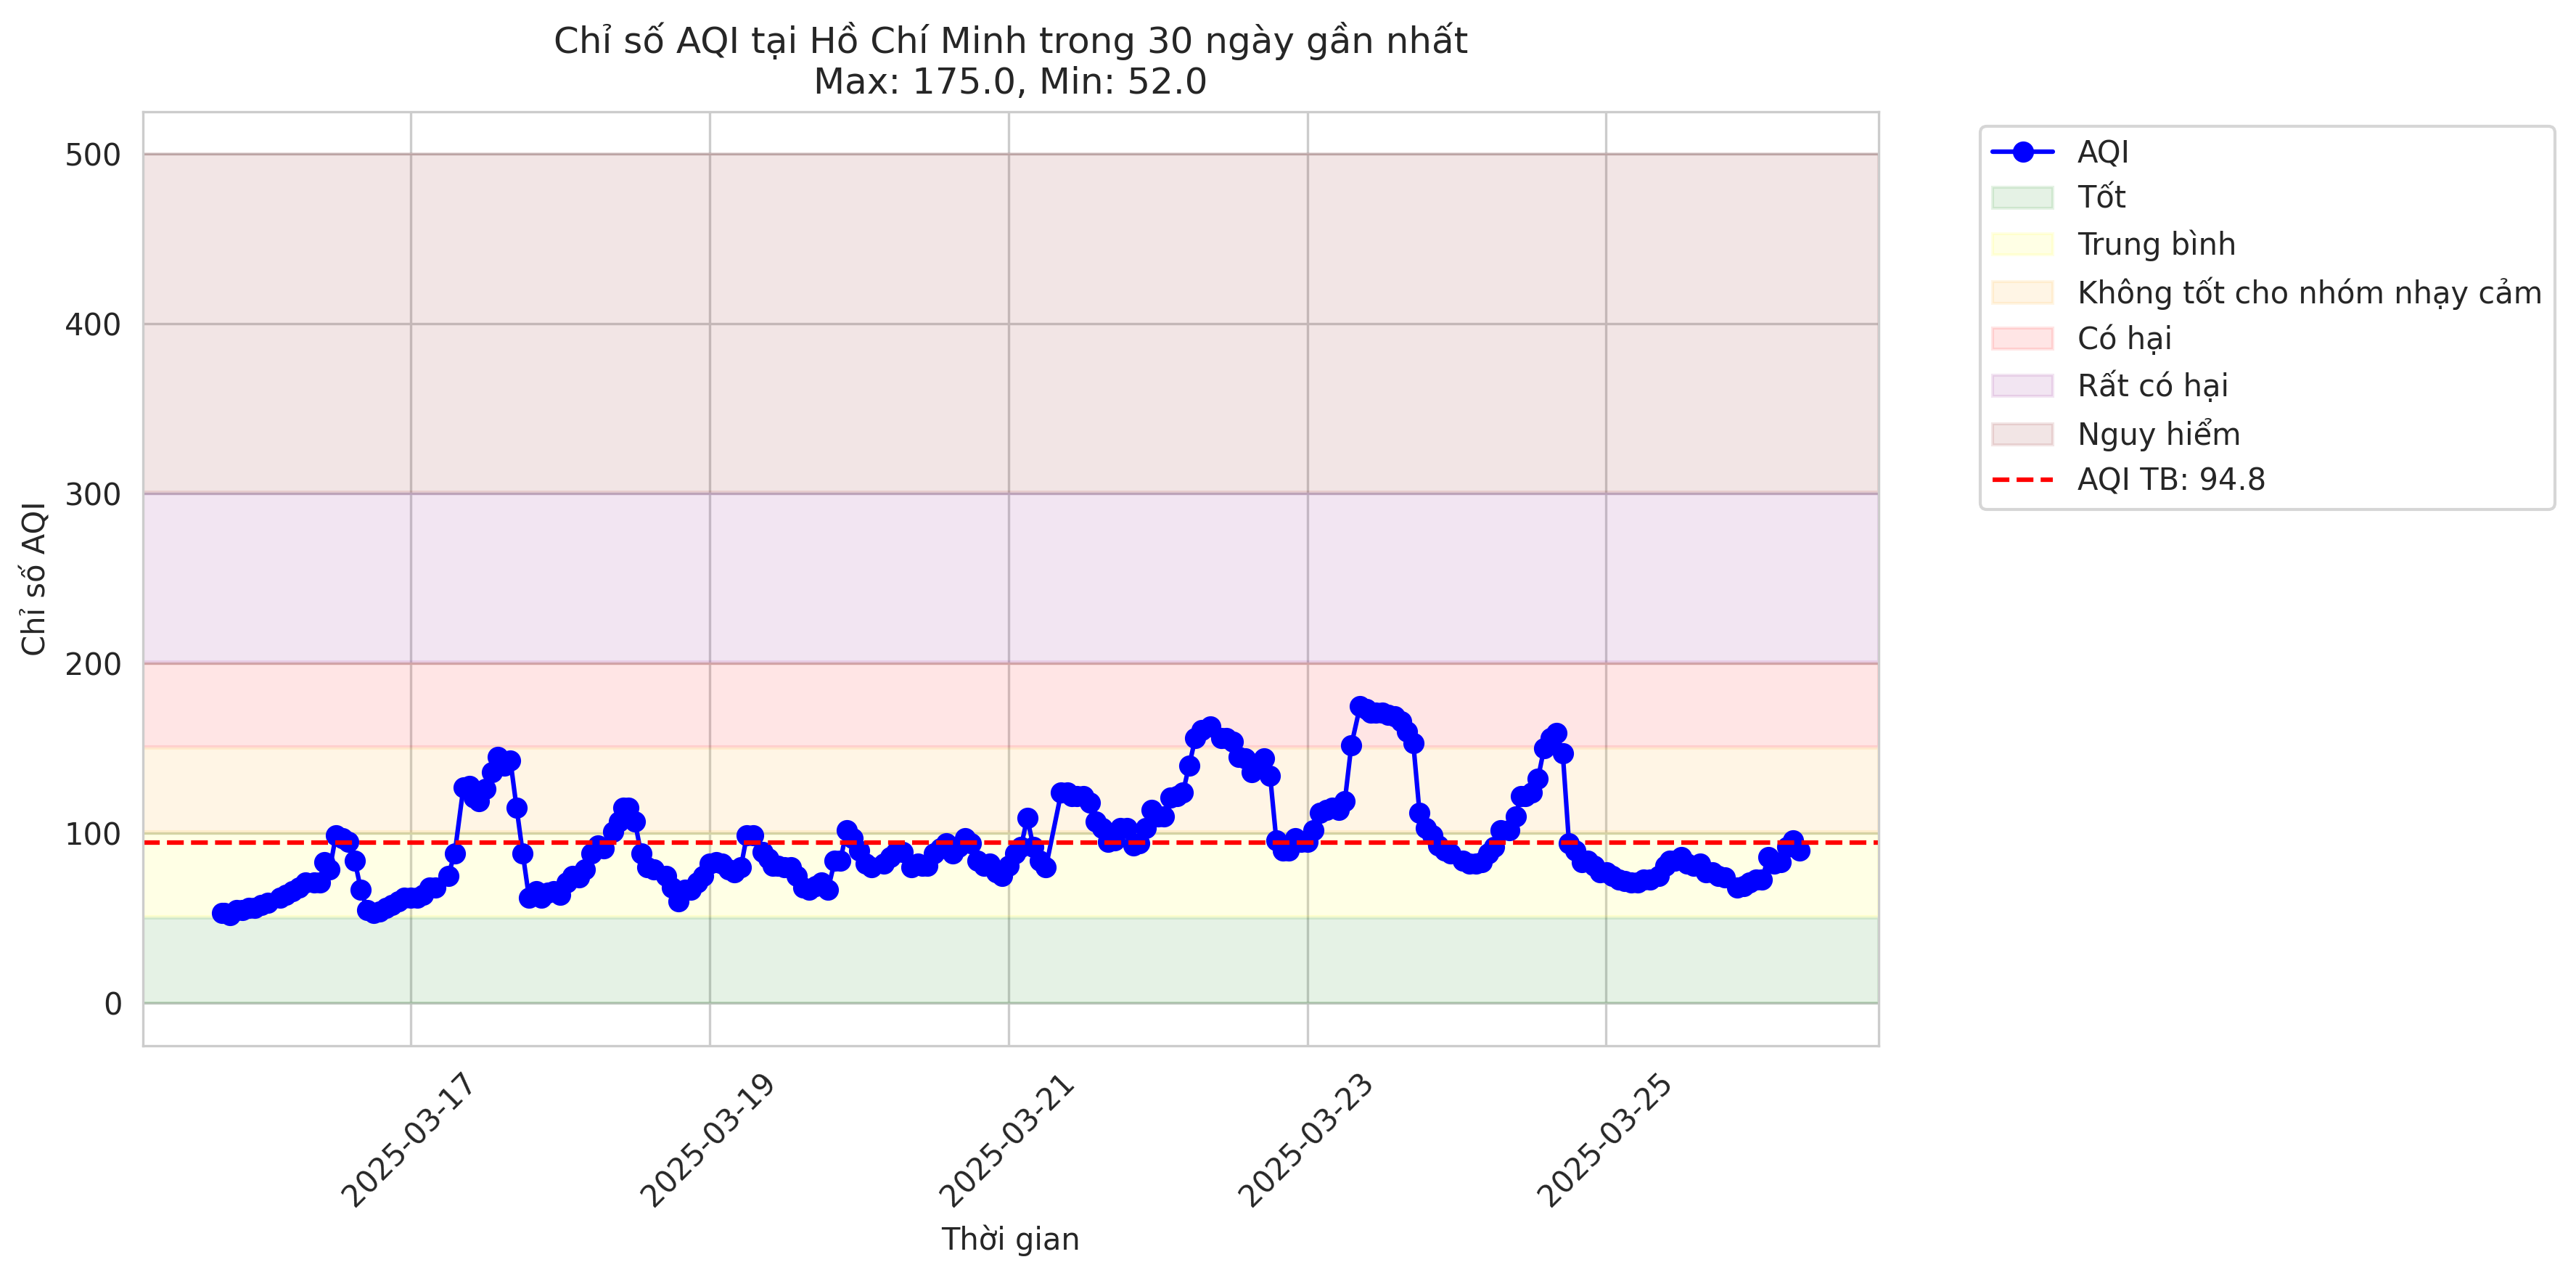 Chỉ số AQI tại Hồ Chí Minh trong 30 ngày gần nhất
Max: 175.0, Min: 52.0
Chỉ số AQI
500
400
300
200
100
0
2025-03-17
2025-03-19
2025-03-21
2025-03-23
2025-03-25
Thời gian
AQI
Tốt
Trung bình
Không tốt cho nhóm nhạy cảm
Có hại
Rất có hại
Nguy hiểm
AQI TB: 94.8